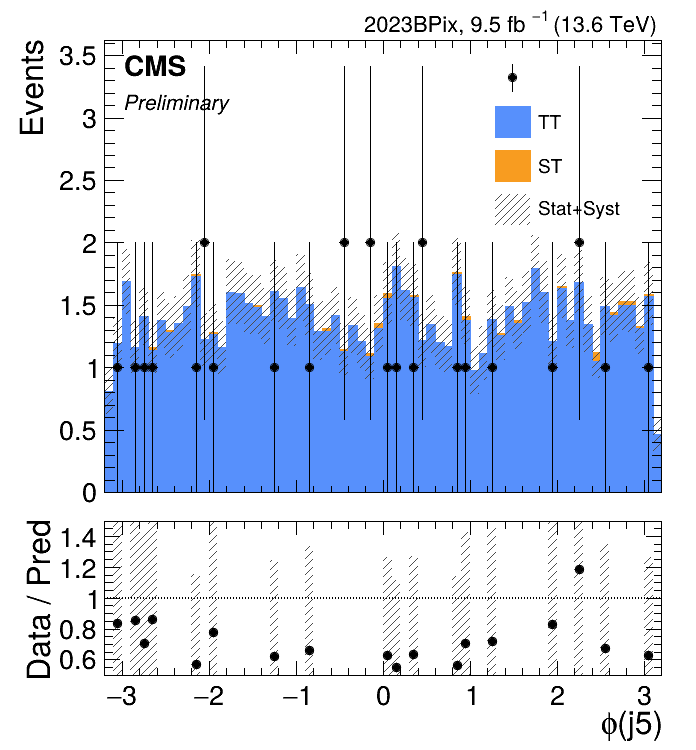 2023BPix, 9.5 fb⁻¹ (13.6 TeV)
Events
CMS
Preliminary
TT
ST
Stat+Syst
3.5
3
2.5
2
1.5
1
0.5
0
Data / Pred
1.4
1.2
1
0.8
0.6
−3 −2 −1 0 1 2 3
ϕ(j5)